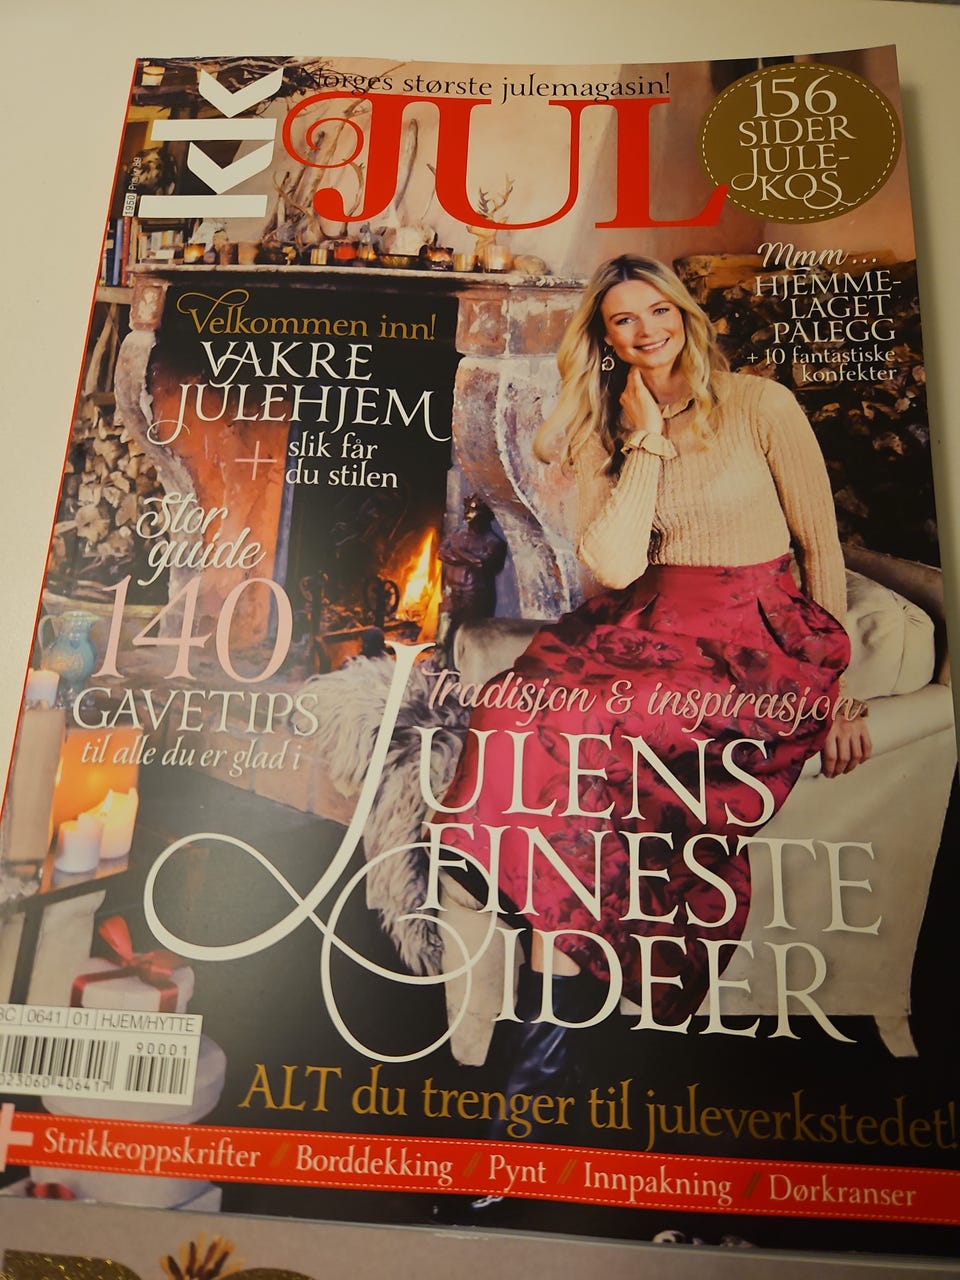 Norges største julemagasin!
KK
JUL
156
SIDER
JULE-
KOS
Mmm...
HJEMME-
LAGET
PALEGG
+ 10 fantastiske
konfekter
Velkommen inn!
VAKRE
JULEHJEM
+ slik får
du stilen
Stor
guide
140
GAVETIPS
til alle du er glad i
Tradisjon & inspirasjon
JULENS
FINESTE
IDEER
0641 01 HJEM/HYTTE
90001
ALT du trenger til juleverkstedet!
+ Strikkeoppskrifter // Borddekking // Pynt // Innpakning // Dørkranser